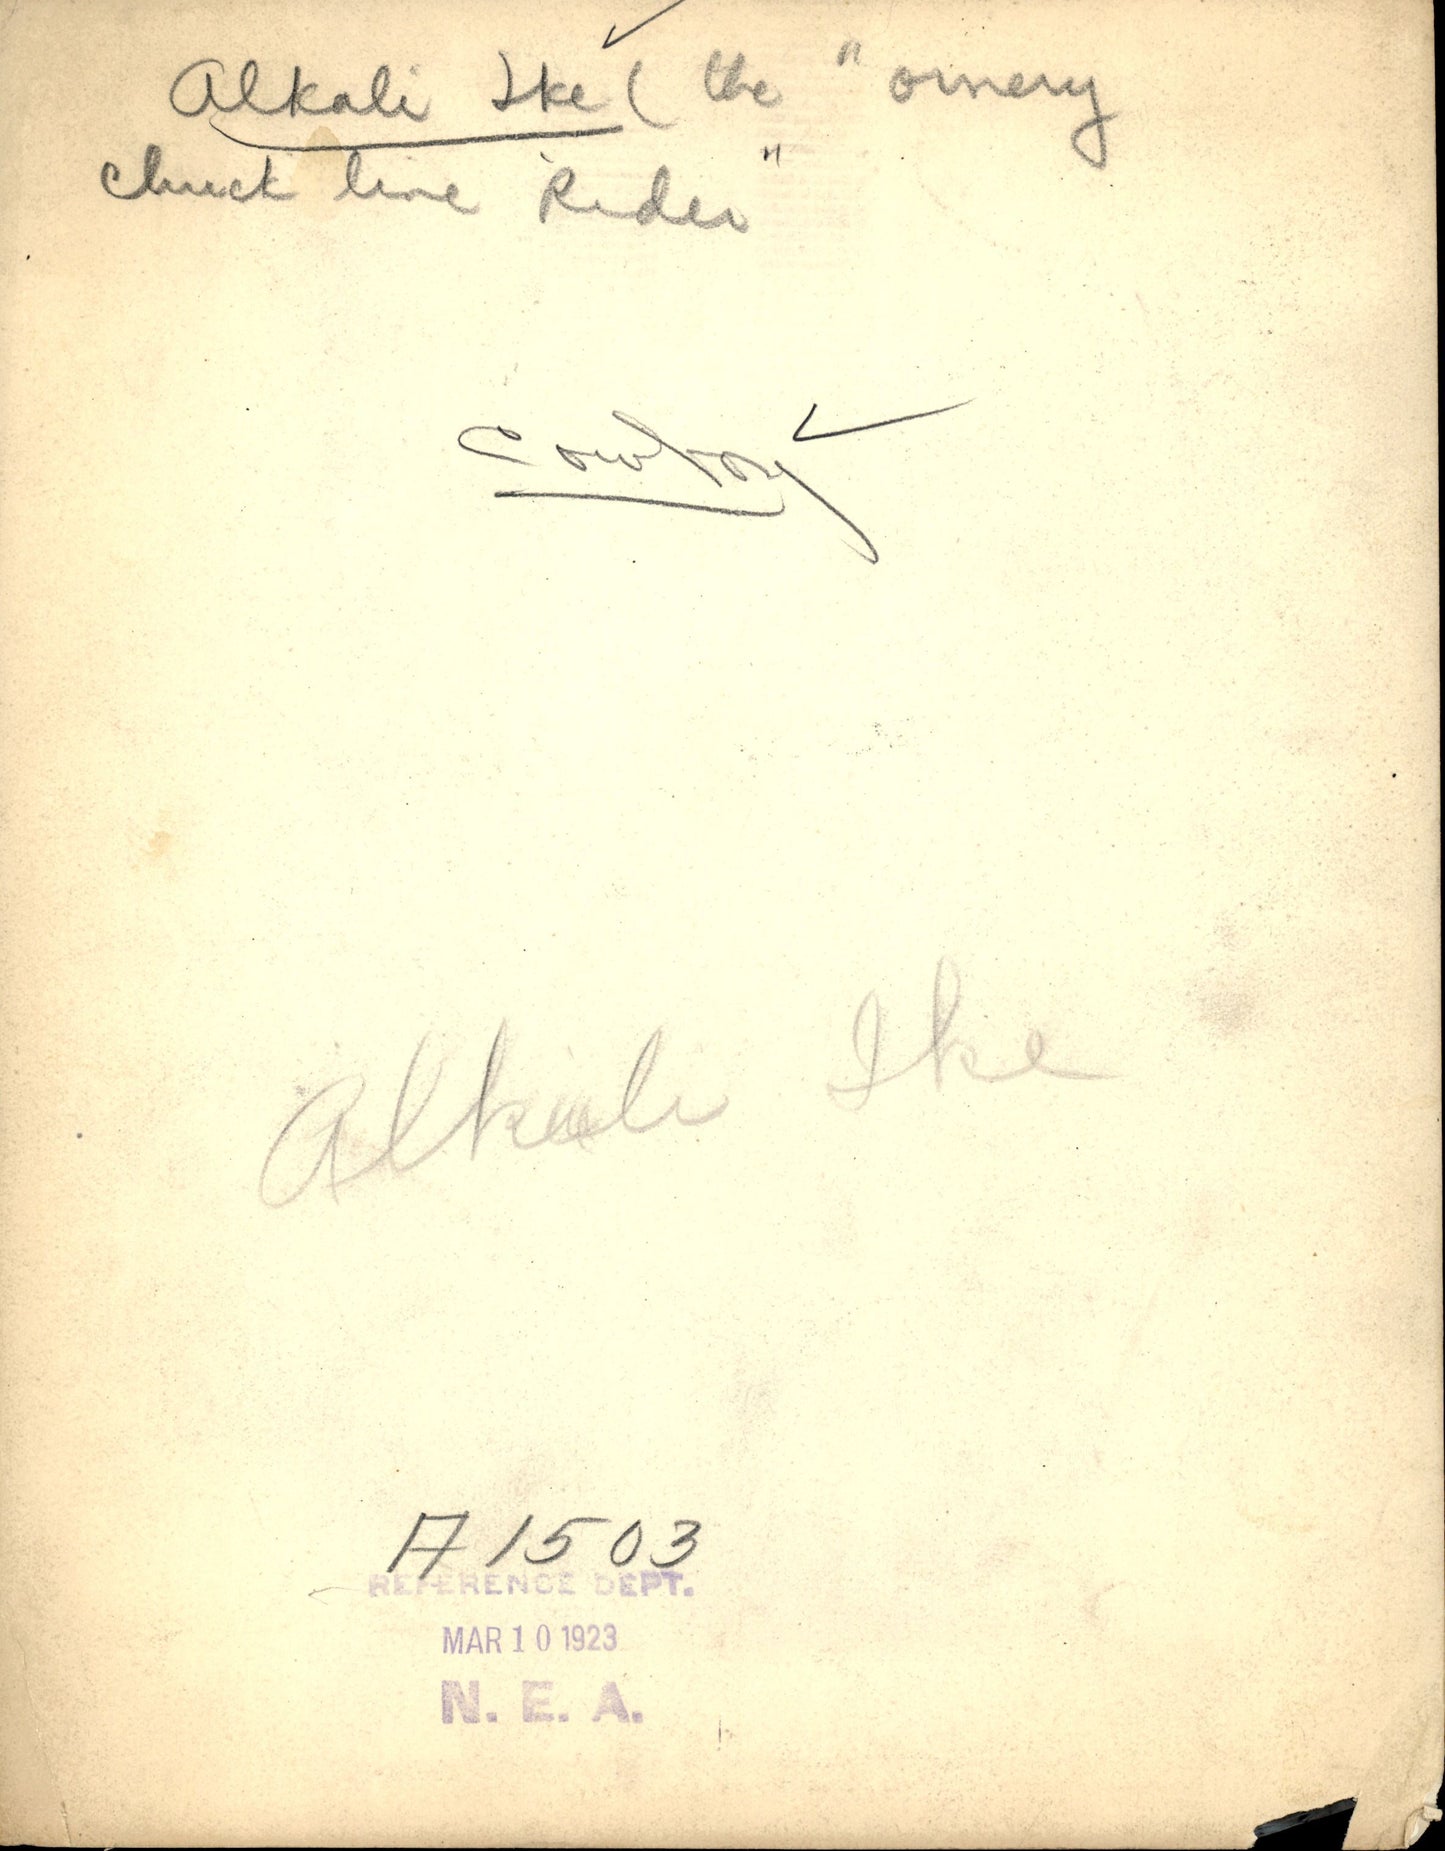 Alkali Ike ( the " ornery
chuck line Rider "
Cowboy
Alkali Ike
A 1503
REFERENCE DEPT.
MAR 10 1923
N. E. A.